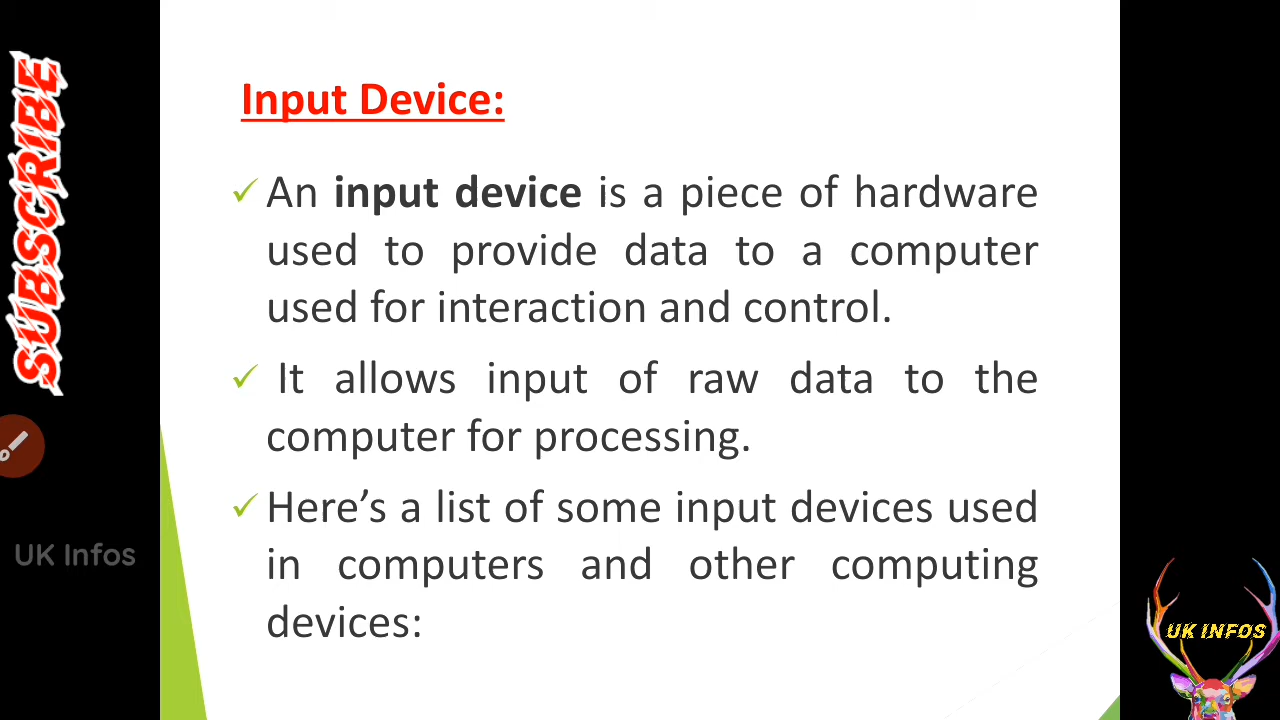 SUBSCRIBE
Input Device:
An input device is a piece of hardware
used to provide data to a computer
used for interaction and control.
It allows input of raw data to the
computer for processing.
Here’s a list of some input devices used
in computers and other computing
devices:
UK Infos
UK INFOS